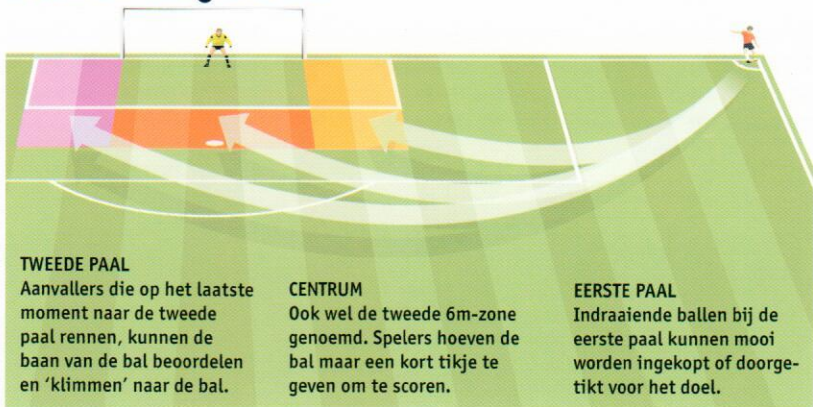 TWEEDE PAAL
Aanvallers die op het laatste
moment naar de tweede
paal rennen, kunnen de
baan van de bal beoordelen
en ‘klimmen’ naar de bal.
CENTRUM
Ook wel de tweede 6m-zone
genoemd. Spelers hoeven de
bal maar een kort tikje te
geven om te scoren.
EERSTE PAAL
Indraaiende ballen bij de
eerste paal kunnen mooi
worden ingekopt of doorge-
tikt voor het doel.